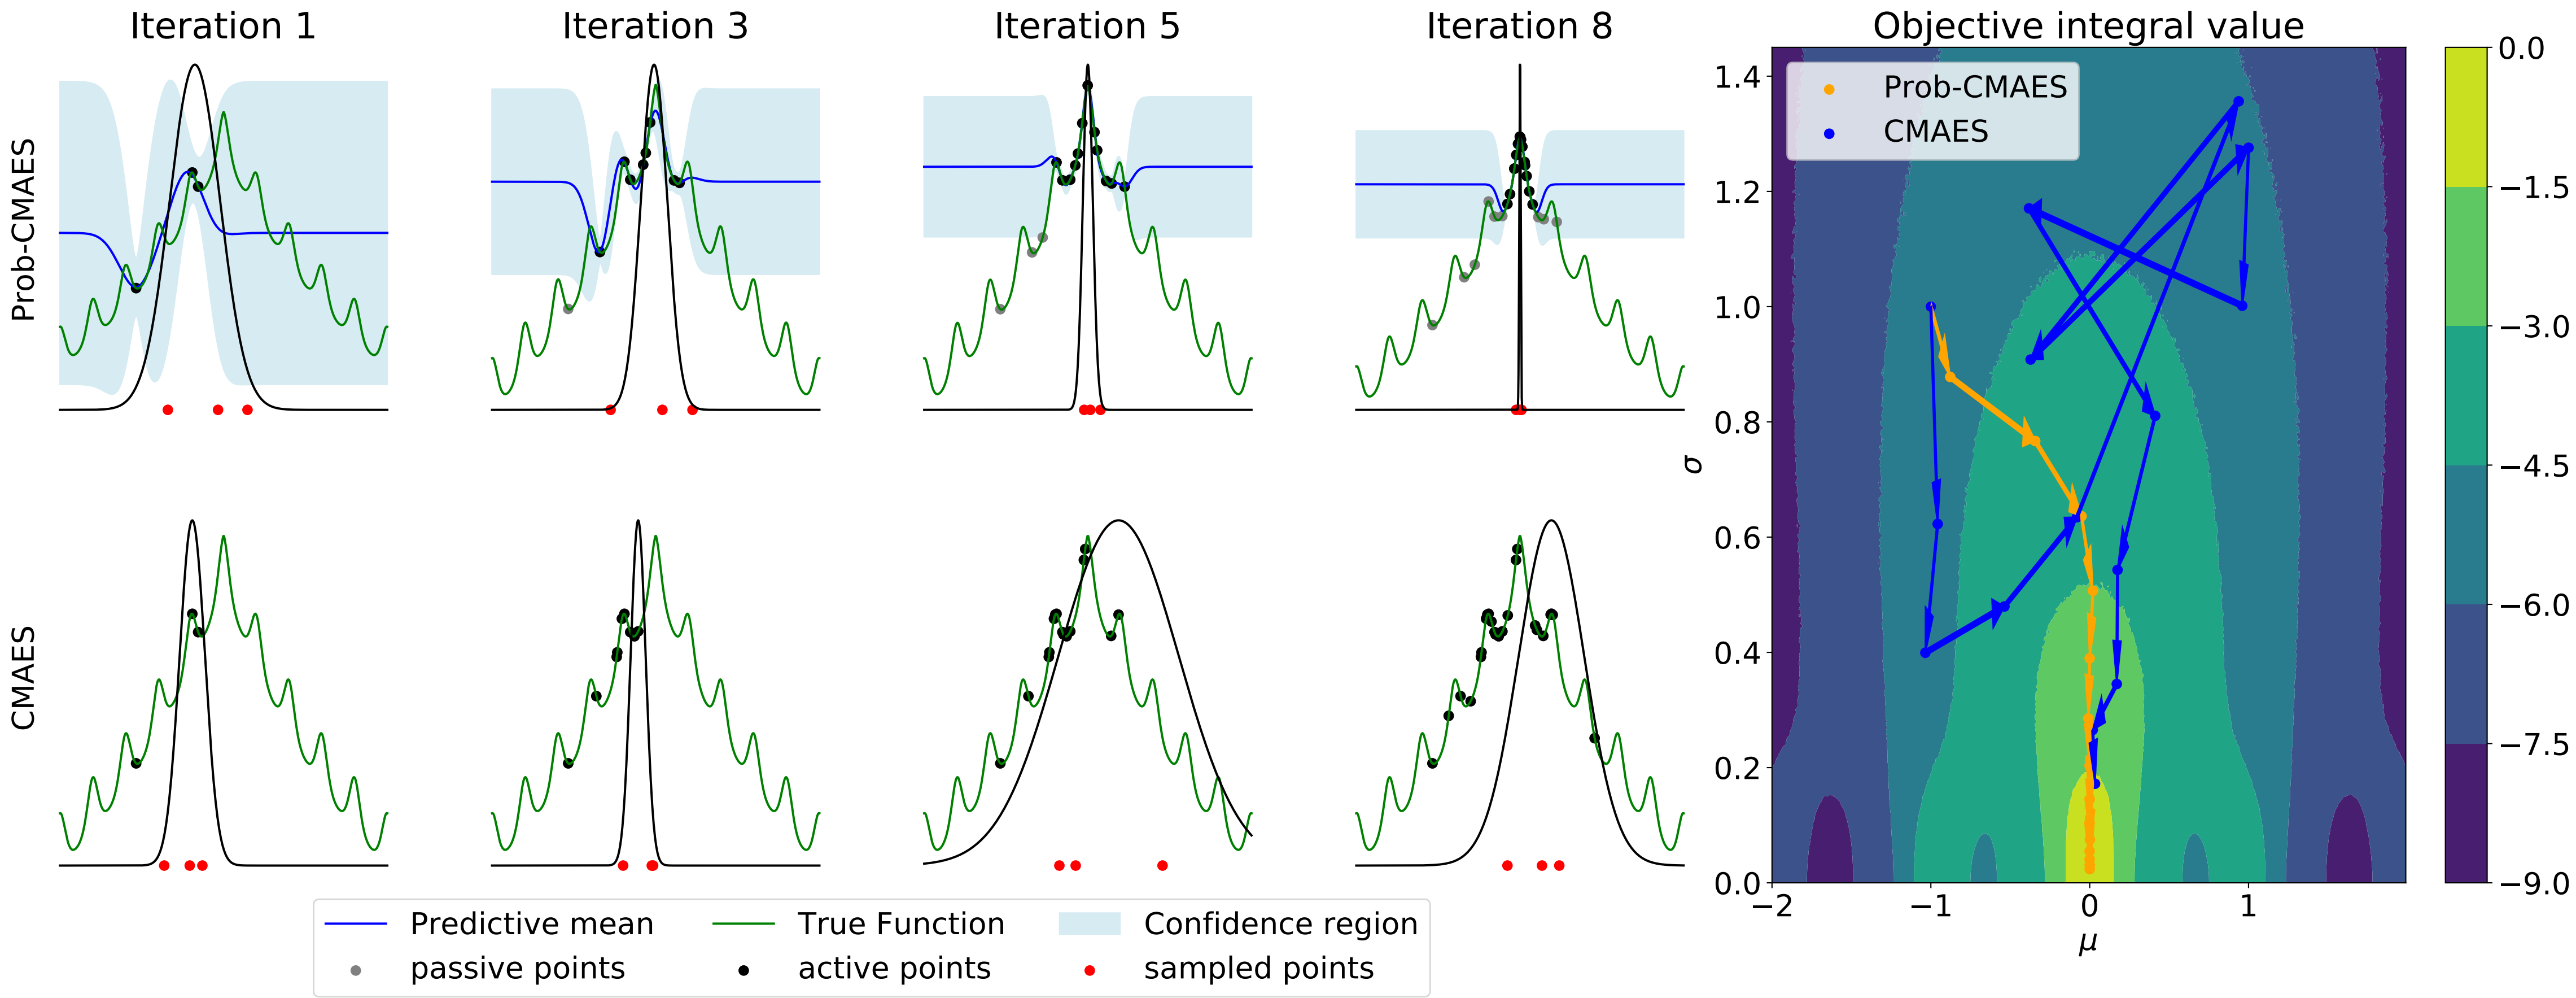 Iteration 1
Iteration 3
Iteration 5
Iteration 8
Objective integral value
Prob-CMAES
CMAES
Prob-CMAES
CMAES
σ
1.4
1.2
1.0
0.8
0.6
0.4
0.2
0.0
−2
−1
0
1
μ
0.0
−1.5
−3.0
−4.5
−6.0
−7.5
−9.0
Predictive mean
True Function
Confidence region
passive points
active points
sampled points